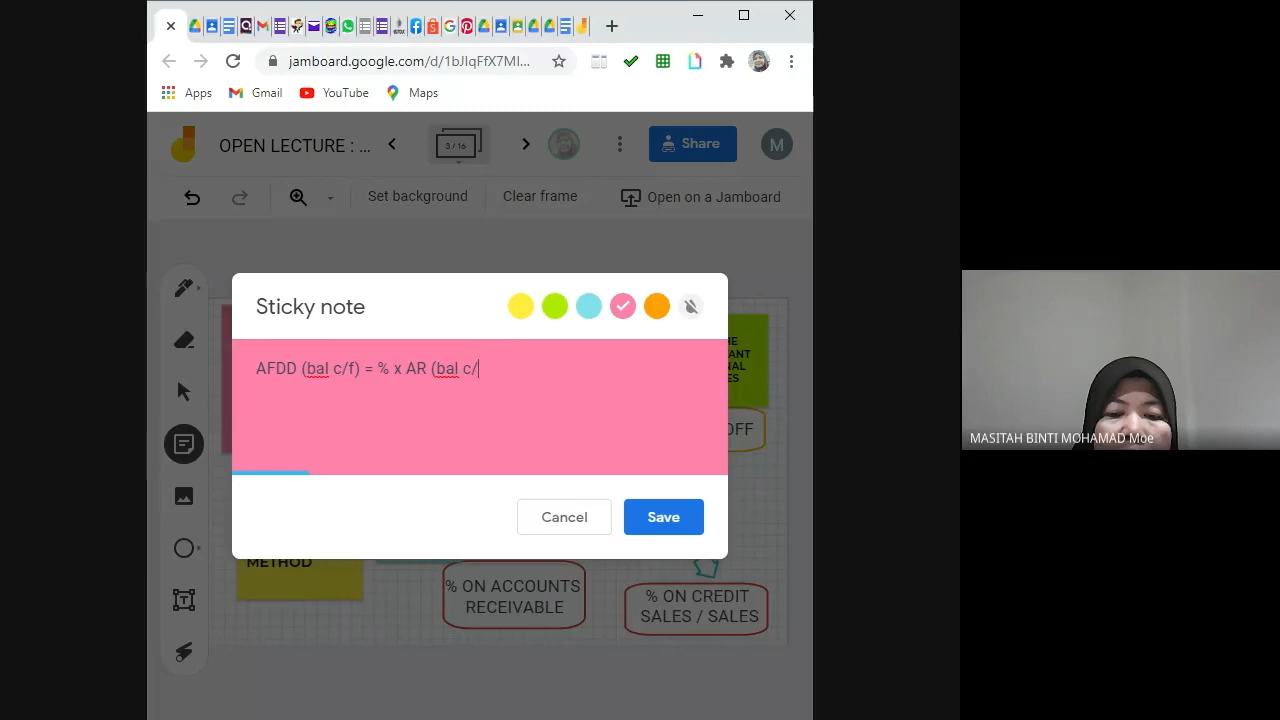 jamboard.google.com/d/1bJIqFfX7MI...
Apps
Gmail
YouTube
Maps
OPEN LECTURE : ...
3 / 16
Share
M
Set background
Clear frame
Open on a Jamboard
Sticky note
AFDD (bal c/f) = % x AR (bal c/
Cancel
Save
OFF
METHOD
% ON ACCOUNTS
RECEIVABLE
% ON CREDIT
SALES / SALES
MASITAH BINTI MOHAMAD Moe